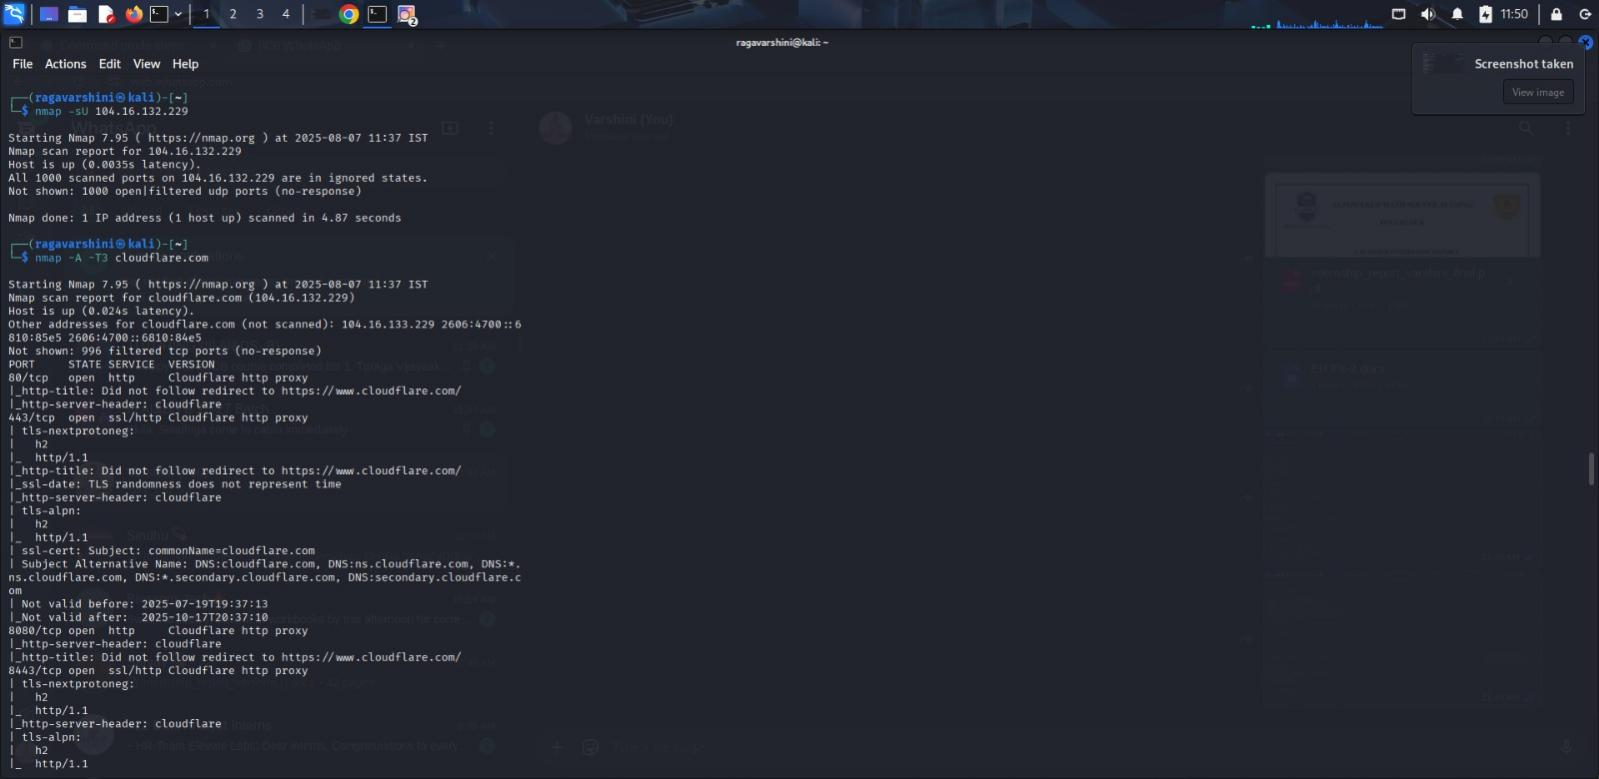 1 2 3 4
11:50
ragavarshini@kali: ~
File Actions Edit View Help
Screenshot taken
View image
┌──(ragavarshini㉿kali)-[~]
└─$ nmap -sU 104.16.132.229
WhatsApp
Varshini (You)
Starting Nmap 7.95 ( https://nmap.org ) at 2025-08-07 11:37 IST
Nmap scan report for 104.16.132.229
Host is up (0.0035s latency).
All 1000 scanned ports on 104.16.132.229 are in ignored states.
Not shown: 1000 open|filtered udp ports (no-response)
Nmap done: 1 IP address (1 host up) scanned in 4.87 seconds
┌──(ragavarshini㉿kali)-[~]
└─$ nmap -A -T3 cloudflare.com
Starting Nmap 7.95 ( https://nmap.org ) at 2025-08-07 11:37 IST
Nmap scan report for cloudflare.com (104.16.132.229)
Host is up (0.024s latency).
Other addresses for cloudflare.com (not scanned): 104.16.133.229 2606:4700::6
810:85e5 2606:4700::6810:84e5
Not shown: 996 filtered tcp ports (no-response)
PORT     STATE SERVICE  VERSION
80/tcp   open  http     Cloudflare http proxy
|_http-title: Did not follow redirect to https://www.cloudflare.com/
|_http-server-header: cloudflare
443/tcp  open  ssl/http Cloudflare http proxy
| tls-nextprotoneg:
|   h2
|_  http/1.1
|_http-title: Did not follow redirect to https://www.cloudflare.com/
|_ssl-date: TLS randomness does not represent time
|_http-server-header: cloudflare
| tls-alpn:
|   h2
|_  http/1.1
| ssl-cert: Subject: commonName=cloudflare.com
| Subject Alternative Name: DNS:cloudflare.com, DNS:ns.cloudflare.com, DNS:*.
ns.cloudflare.com, DNS:*.secondary.cloudflare.com, DNS:secondary.cloudflare.c
om
| Not valid before: 2025-07-19T19:37:13
|_Not valid after:  2025-10-17T20:37:10
8080/tcp open  http     Cloudflare http proxy
|_http-server-header: cloudflare
|_http-title: Did not follow redirect to https://www.cloudflare.com/
8443/tcp open  ssl/http Cloudflare http proxy
| tls-nextprotoneg:
|   h2
|_  http/1.1
|_http-server-header: cloudflare
| tls-alpn:
|   h2
|_  http/1.1